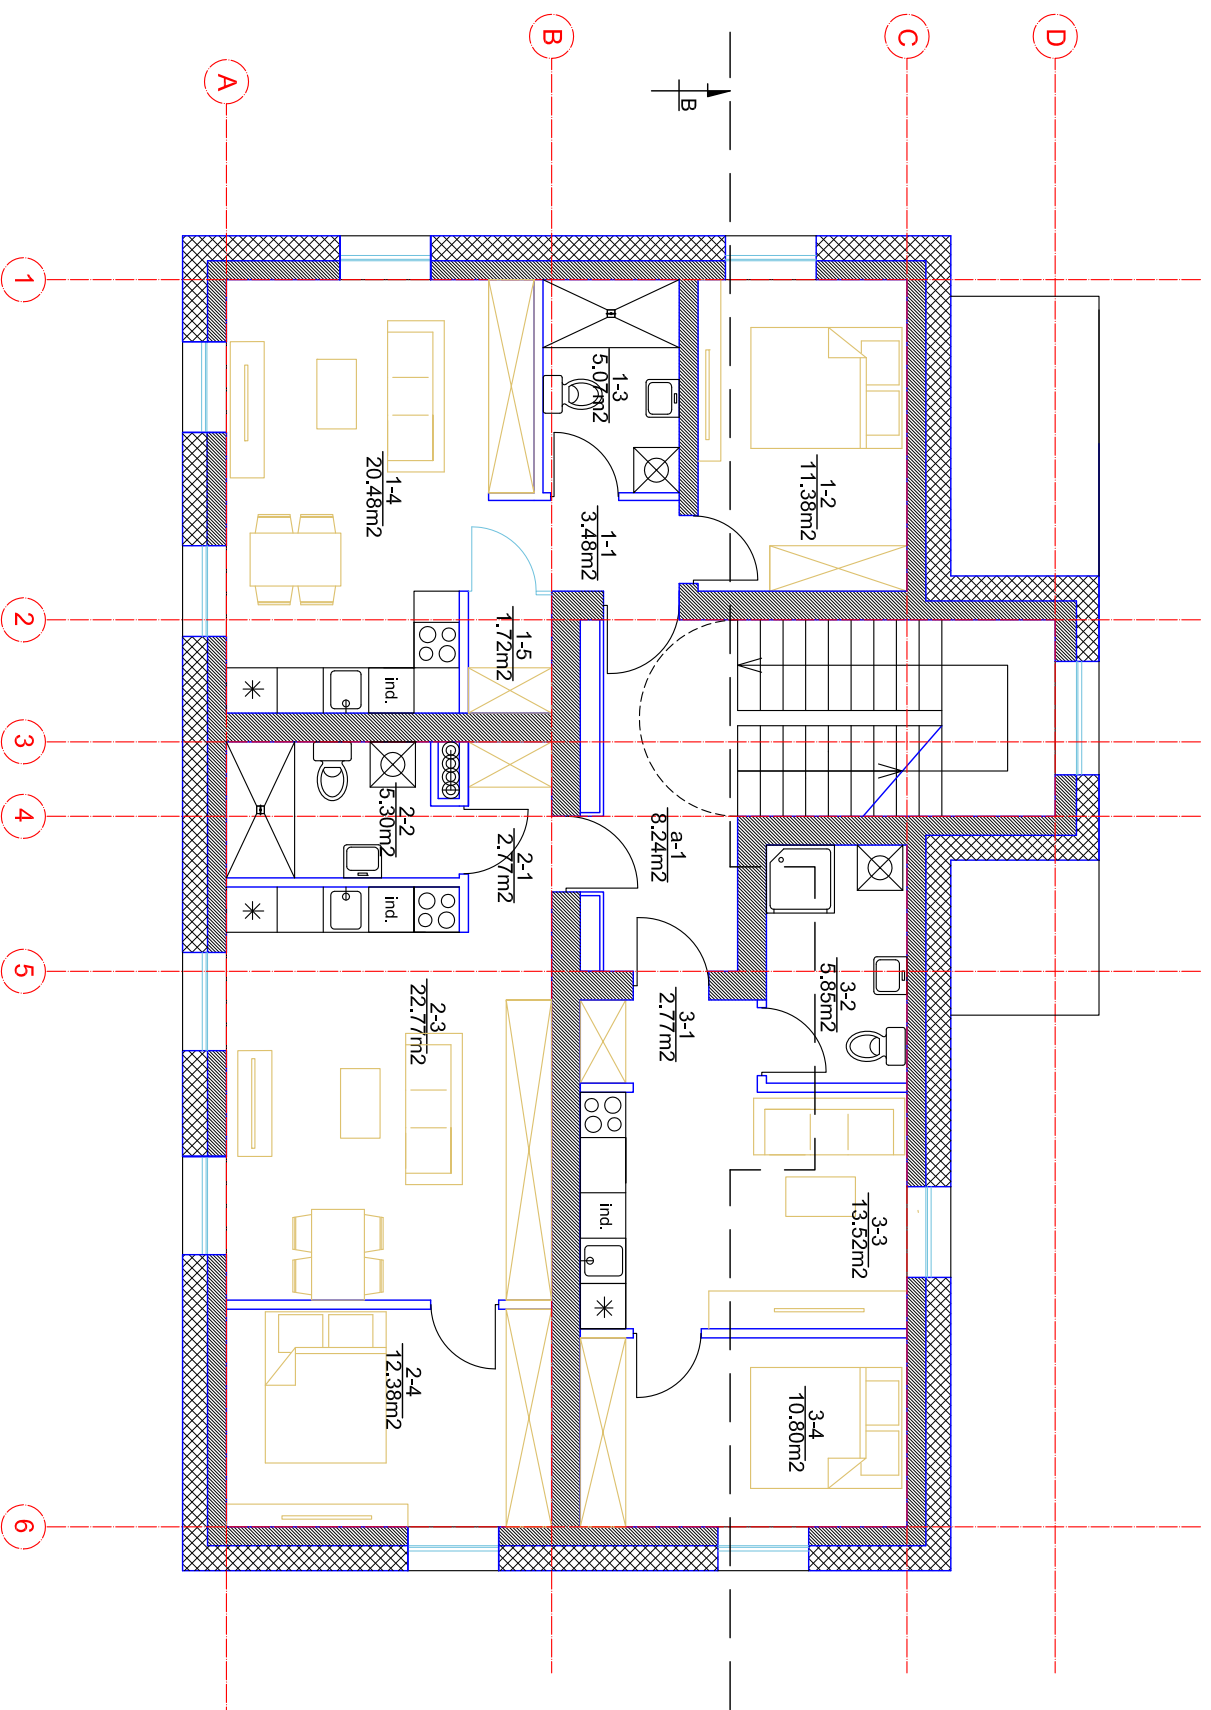 A
B
C
D
B
1
2
3
4
5
6
1-2
11.38m2
1-3
5.07m2
1-4
20.48m2
1-1
3.48m2
1-5
1.72m2
ind.
a-1
8.24m2
2-2
5.30m2
2-1
2.77m2
ind.
3-2
5.85m2
3-1
2.77m2
2-3
22.77m2
3-3
13.52m2
ind.
2-4
12.38m2
3-4
10.80m2